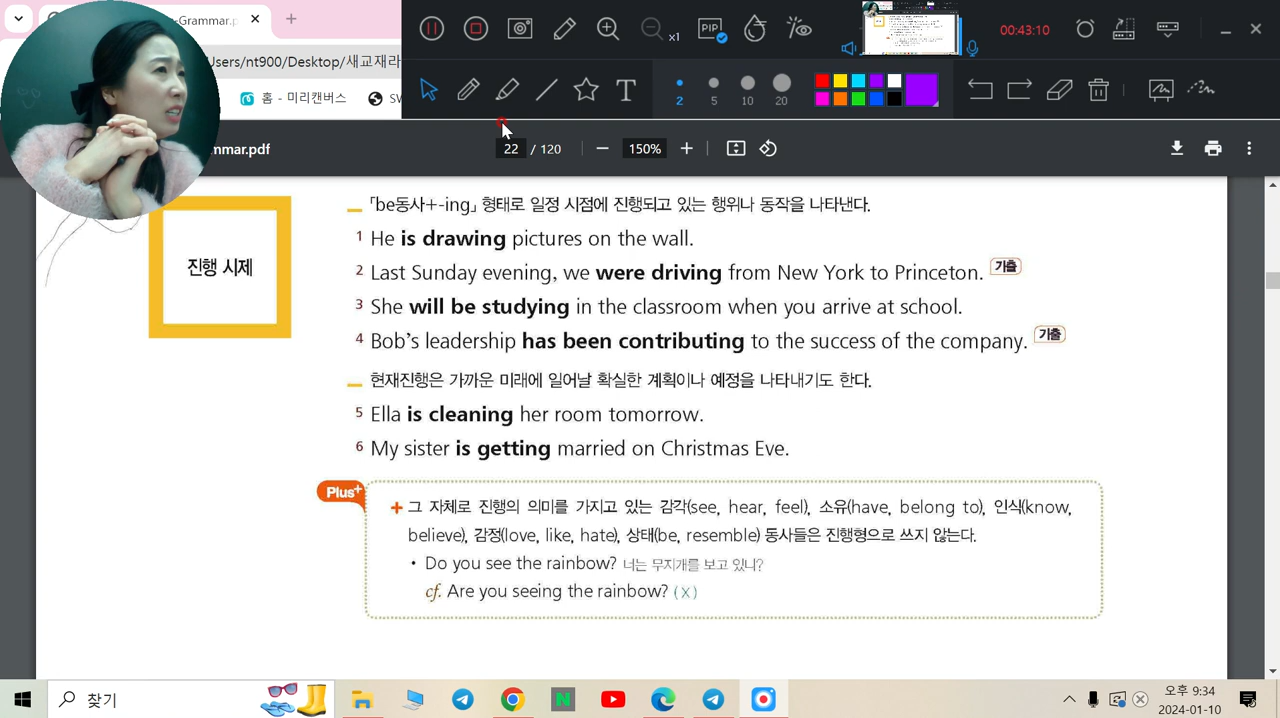 Grammar.p
00:43:10
ers/nt900/Desktop/새교재라
홈 - 미리캔버스
x1
PIP
T
2 5 10 20
mmar.pdf
22 / 120
150%
「be동사+-ing」 형태로 일정 시점에 진행되고 있는 행위나 동작을 나타낸다.
진행 시제
1 He is drawing pictures on the wall.
2 Last Sunday evening, we were driving from New York to Princeton. 기출
3 She will be studying in the classroom when you arrive at school.
4 Bob's leadership has been contributing to the success of the company. 기출
현재진행은 가까운 미래에 일어날 확실한 계획이나 예정을 나타내기도 한다.
5 Ella is cleaning her room tomorrow.
6 My sister is getting married on Christmas Eve.
Plus+
+ 그 자체로 진행의 의미를 가지고 있는 감각(see, hear, feel), 소유(have, belong to), 인식(know,
believe), 감정(love, like, hate), 상태(be, resemble) 동사들은 진행형으로 쓰지 않는다.
• Do you see the rainbow? 너는 무지개를 보고 있니?
cf. Are you seeing the rainbow? (X)
찾기
N
오후 9:34
2024-01-10